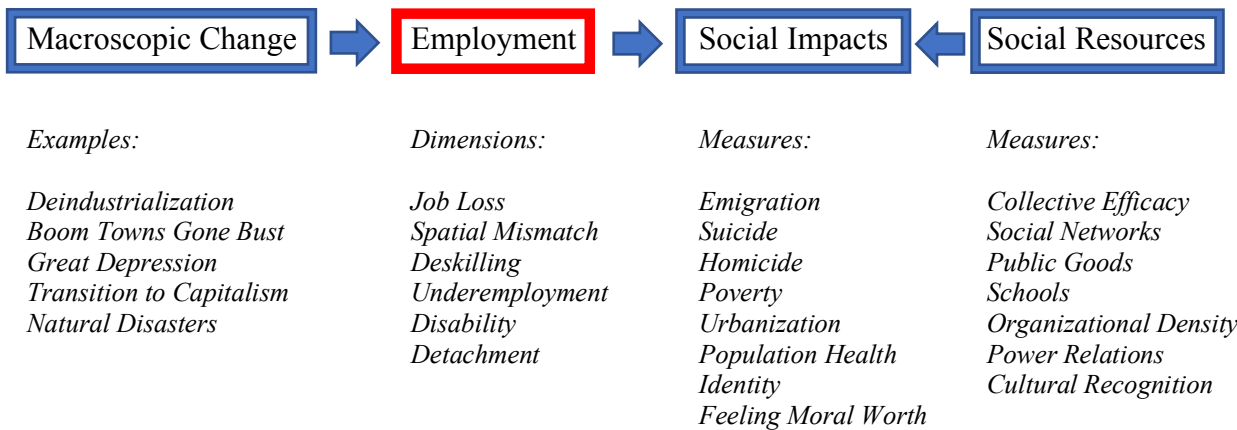 Macroscopic Change
Employment
Social Impacts
Social Resources
Examples:
Deindustrialization
Boom Towns Gone Bust
Great Depression
Transition to Capitalism
Natural Disasters
Dimensions:
Job Loss
Spatial Mismatch
Deskilling
Underemployment
Disability
Detachment
Measures:
Emigration
Suicide
Homicide
Poverty
Urbanization
Population Health
Identity
Feeling Moral Worth
Measures:
Collective Efficacy
Social Networks
Public Goods
Schools
Organizational Density
Power Relations
Cultural Recognition